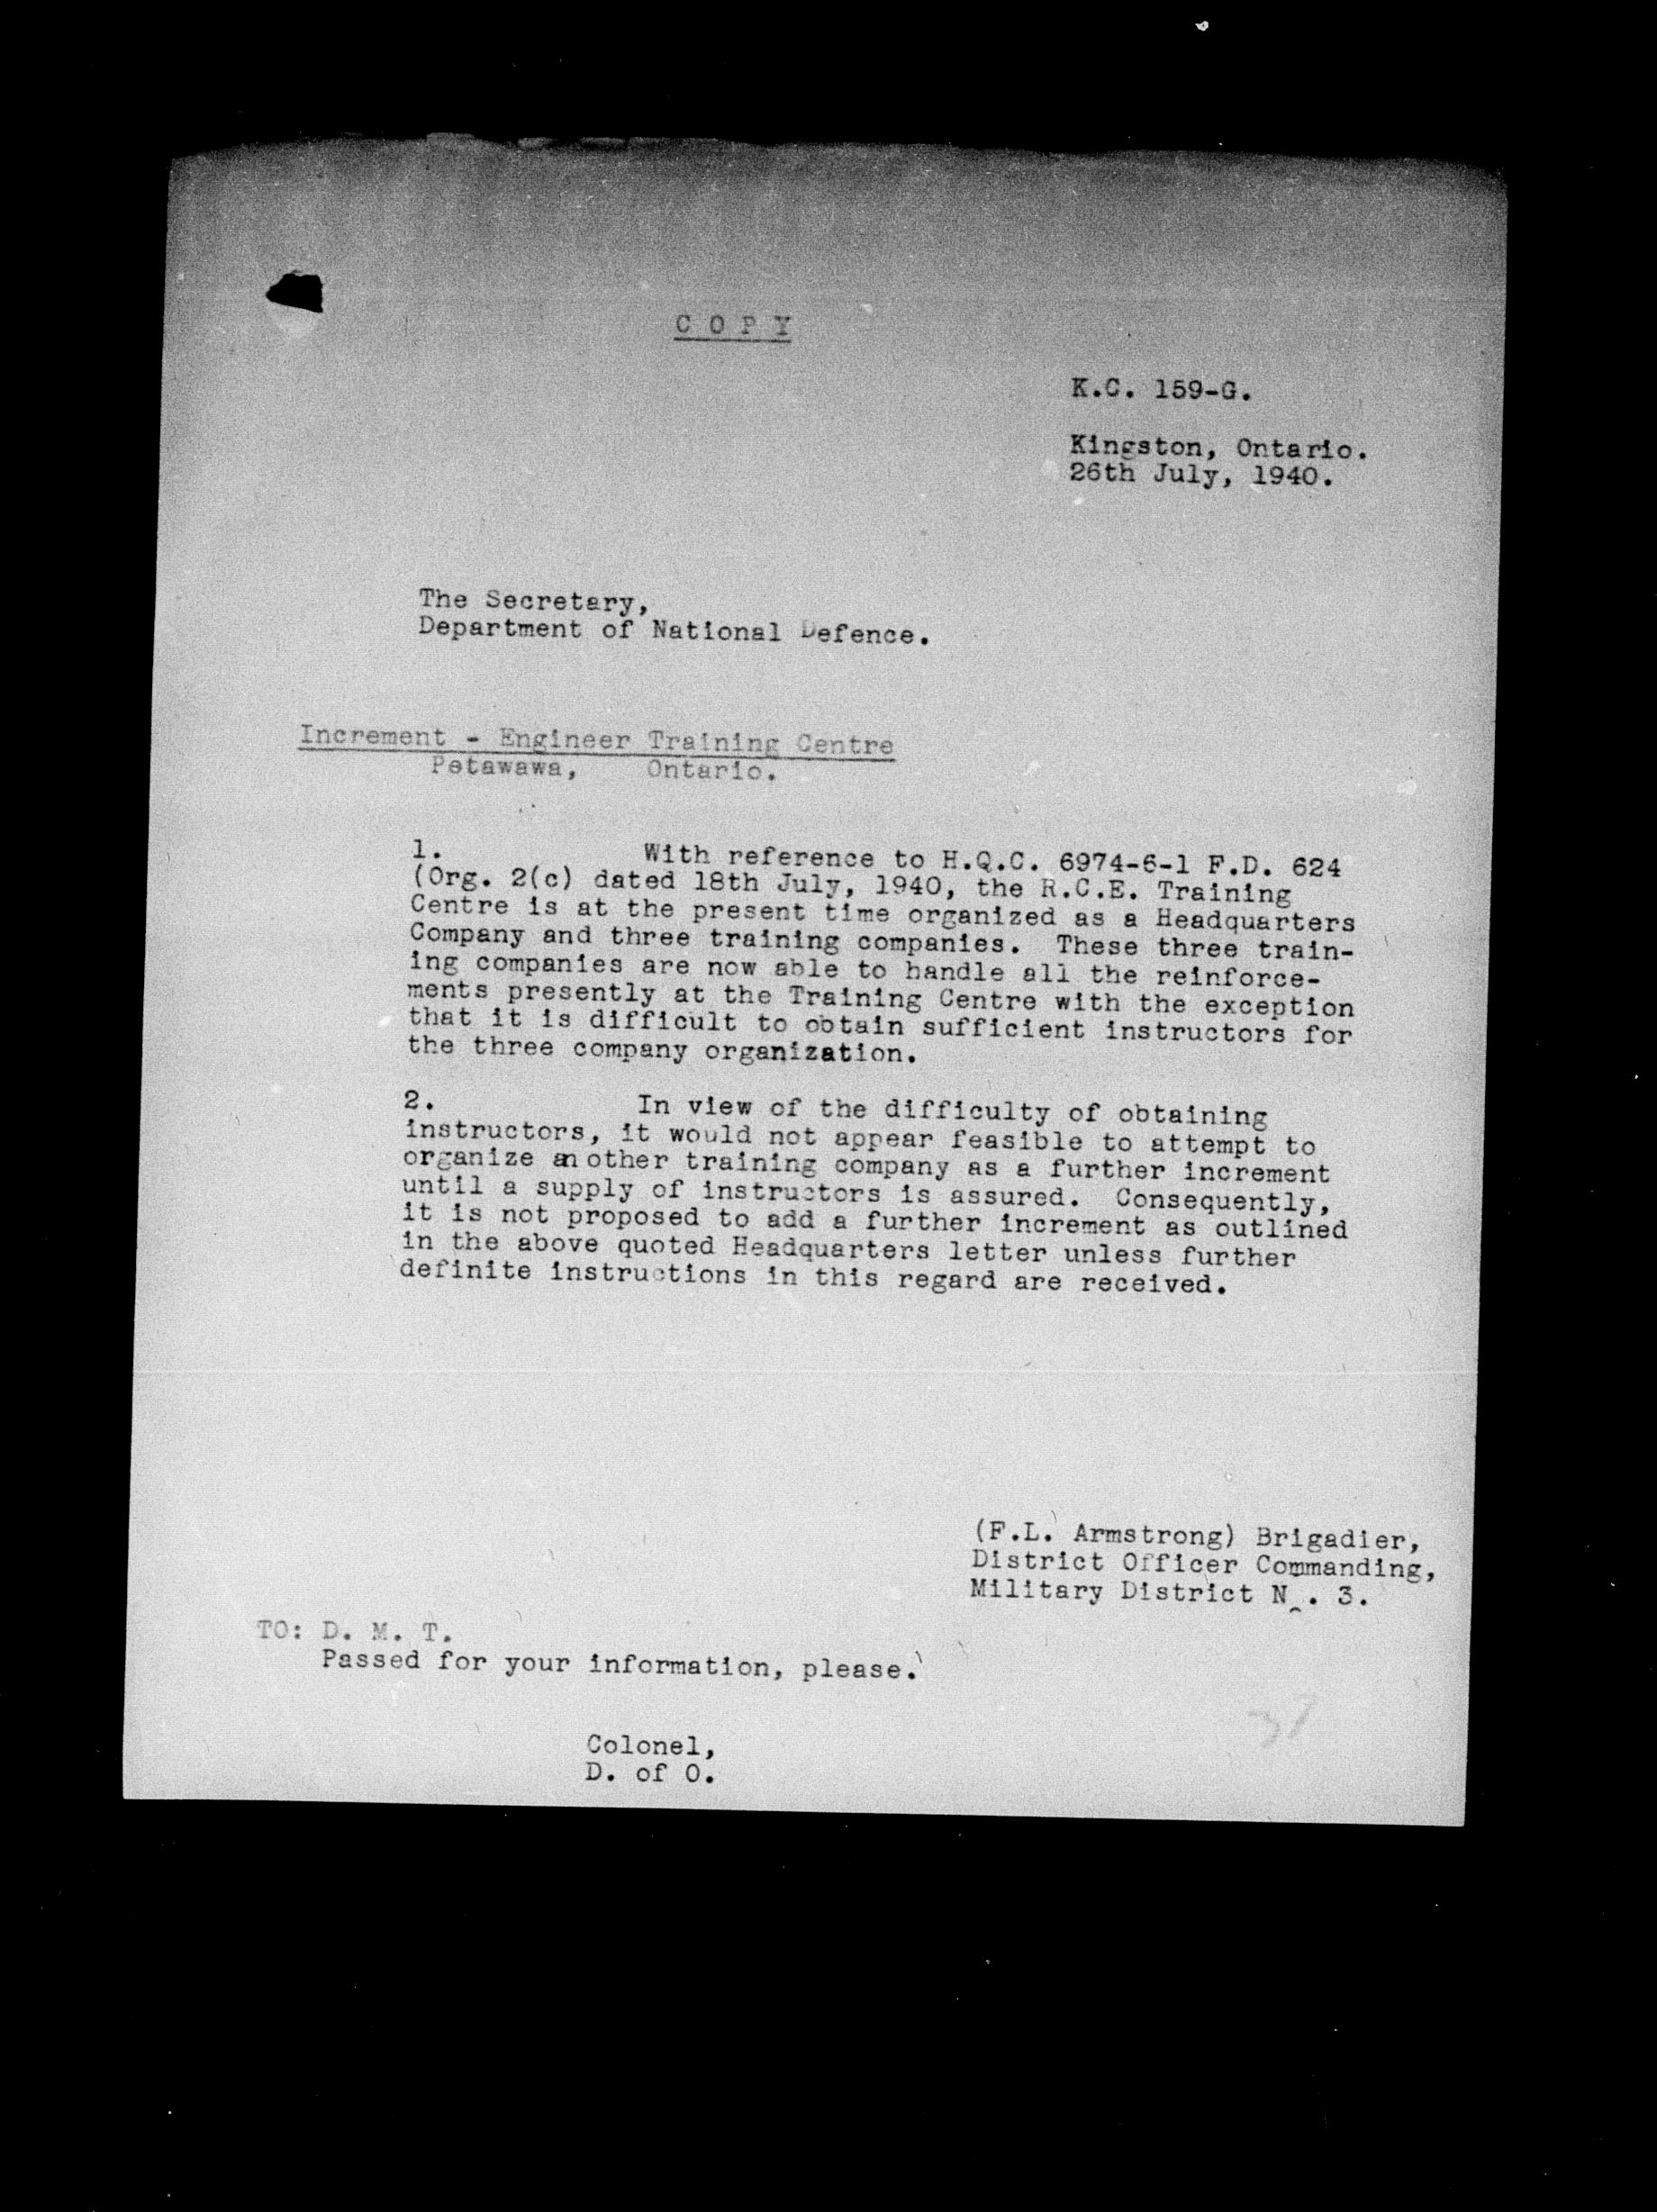 C O P Y
K.C. 159-G.
Kingston, Ontario.
26th July, 1940.
The Secretary,
Department of National Defence.
Increment - Engineer Training Centre
Petawawa, Ontario.
1. With reference to H.Q.C. 6974-6-1 F.D. 624
(Org. 2(c) dated 18th July, 1940, the R.C.E. Training
Centre is at the present time organized as a Headquarters
Company and three training companies. These three train-
ing companies are now able to handle all the reinforce-
ments presently at the Training Centre with the exception
that it is difficult to obtain sufficient instructors for
the three company organization.
2. In view of the difficulty of obtaining
instructors, it would not appear feasible to attempt to
organize another training company as a further increment
until a supply of instructors is assured. Consequently,
it is not proposed to add a further increment as outlined
in the above quoted Headquarters letter unless further
definite instructions in this regard are received.
(F.L. Armstrong) Brigadier,
District Officer Commanding,
Military District N . 3.
TO: D. M. T.
Passed for your information, please.
31
Colonel,
D. of O.